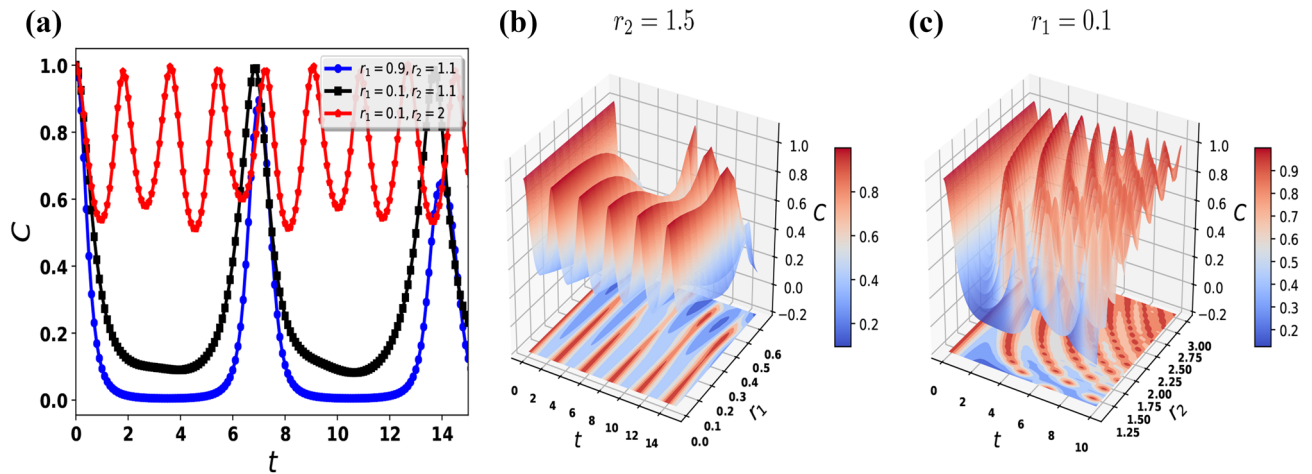 (a)
1.0
0.8
0.6
0.4
0.2
0.0
C
0 2 4 6 8 10 12 14
t
r₁ = 0.9, r₂ = 1.1
r₁ = 0.1, r₂ = 1.1
r₁ = 0.1, r₂ = 2
(b)
r₂ = 1.5
1.0
0.8
0.6
0.4
0.2
0.0
−0.2
C
0 2 4 6 8 10 12 14
t
0.0 0.1 0.2 0.3 0.4 0.5 0.6
r₁
0.8
0.6
0.4
0.2
(c)
r₁ = 0.1
1.0
0.8
0.6
0.4
0.2
0.0
−0.2
C
0 2 4 6 8 10
t
1.25 1.50 1.75 2.00 2.25 2.50 2.75 3.00
r₂
0.9
0.8
0.7
0.6
0.5
0.4
0.3
0.2